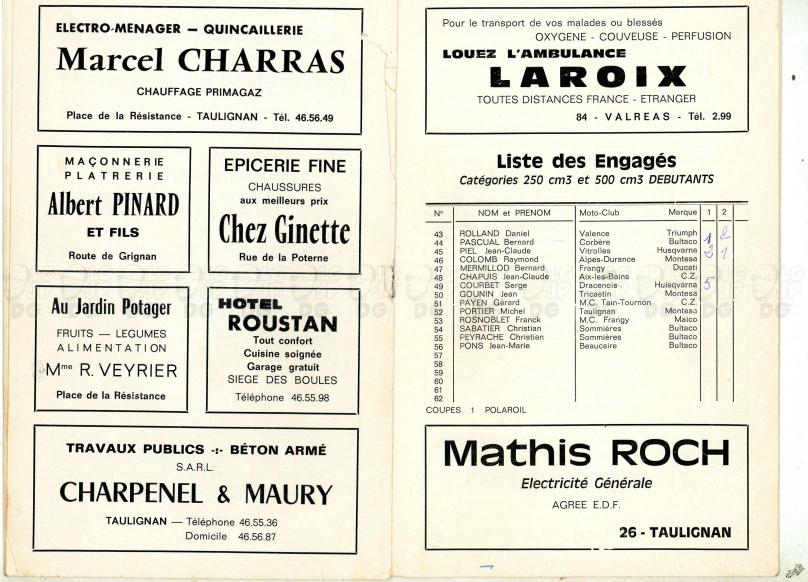 ELECTRO-MENAGER — QUINCAILLERIE
Marcel CHARRAS
CHAUFFAGE PRIMAGAZ
Place de la Résistance - TAULIGNAN - Tél. 46.56.49
MAÇONNERIE
PLATRERIE
Albert PINARD
ET FILS
Route de Grignan
EPICERIE FINE
CHAUSSURES
aux meilleurs prix
Chez Ginette
Rue de la Poterne
Au Jardin Potager
FRUITS — LEGUMES
ALIMENTATION
Mme R. VEYRIER
Place de la Résistance
HOTEL
ROUSTAN
Tout confort
Cuisine soignée
Garage gratuit
SIEGE DES BOULES
Téléphone 46.55.98
TRAVAUX PUBLICS -:- BÉTON ARMÉ
S.A.R.L.
CHARPENEL & MAURY
TAULIGNAN — Téléphone 46.55.36
Domicile 46.56.87
Pour le transport de vos malades ou blessés
OXYGENE - COUVEUSE - PERFUSION
LOUEZ L'AMBULANCE
LAROIX
TOUTES DISTANCES FRANCE - ETRANGER
84 - VALREAS - Tél. 2.99
Liste des Engagés
Catégories 250 cm3 et 500 cm3 DEBUTANTS
N° NOM et PRENOM Moto-Club Marque 1 2
43 ROLLAND Daniel Valence Triumph 2
44 PASCUAL Bernard Corbère Bultaco 1
45 PIEL Jean-Claude Vitrolles Husqvarna 2 1
46 COLOMB Raymond Alpes-Durance Montesa
47 MERMILLOD Bernard Frangy Ducati
48 CHAPUIS Jean-Claude Aix-les-Bains C.Z.
49 COURBET Serge Dracenois Huisqvarna 5
50 GOUNIN Jean Tricastin Montesa
51 PAYEN Gérard M.C. Tain-Tournon C.Z.
52 PORTIER Michel Taulignan Montesa
53 ROSNOBLET Franck M.C. Frangy Maico
54 SABATIER Christian Sommières Bultaco
55 PEYRACHE Christian Sommières Bultaco
56 PONS Jean-Marie Beaucaire Bultaco
57
58
59
60
61
62
COUPES 1 POLAROIL
Mathis ROCH
Electricité Générale
AGREE E.D.F.
26 - TAULIGNAN